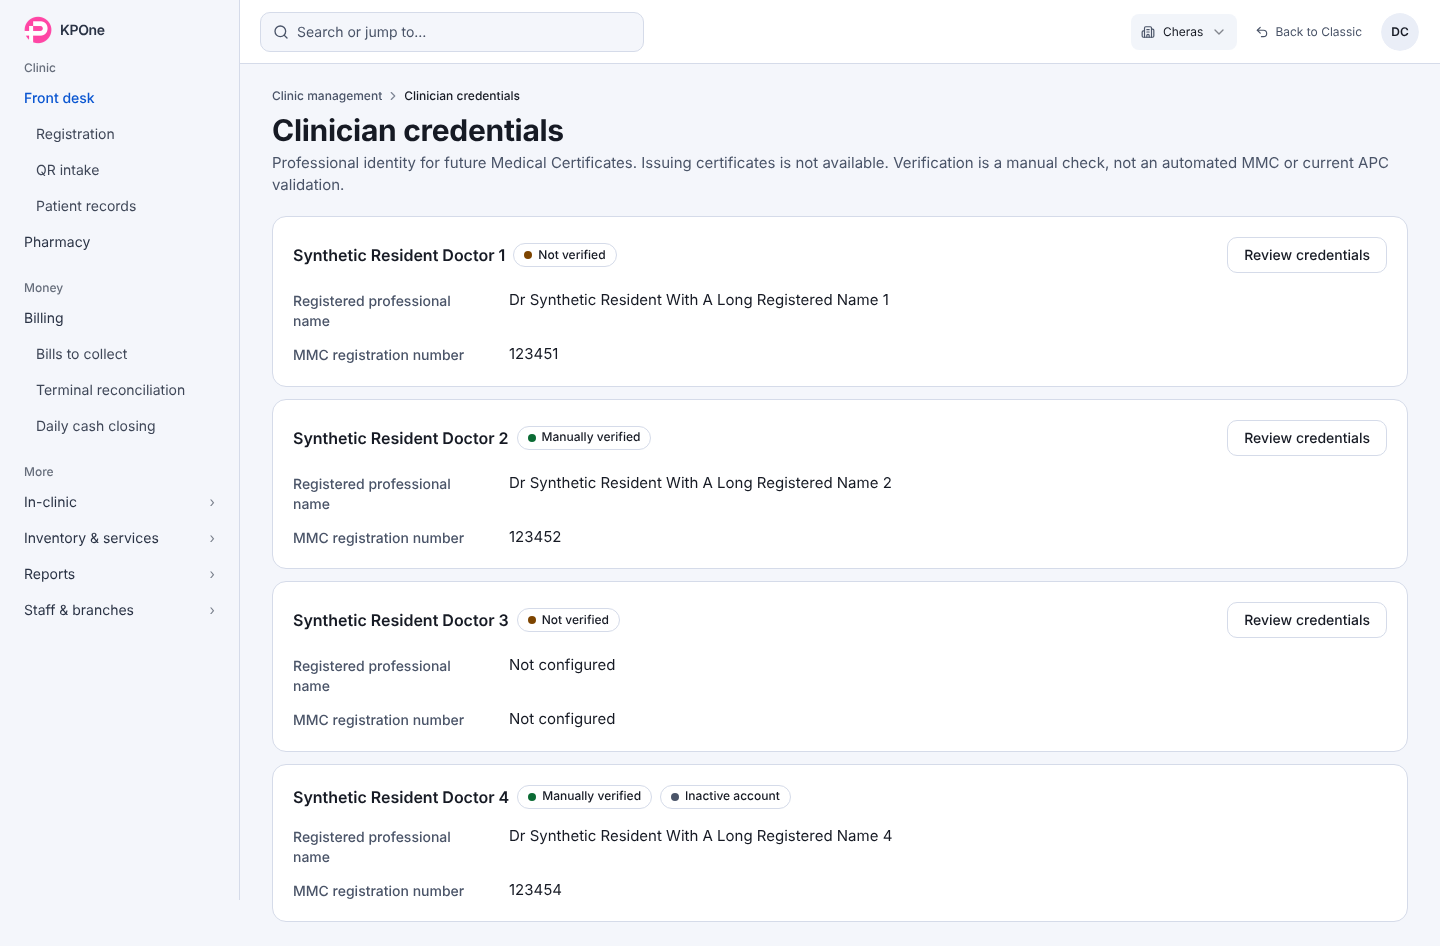 KPOne
Search or jump to...
Cheras
Back to Classic
DC
Clinic
Front desk
Registration
QR intake
Patient records
Pharmacy
Money
Billing
Bills to collect
Terminal reconciliation
Daily cash closing
More
In-clinic
Inventory & services
Reports
Staff & branches
Clinic management > Clinician credentials
Clinician credentials
Professional identity for future Medical Certificates. Issuing certificates is not available. Verification is a manual check, not an automated MMC or current APC
validation.
Synthetic Resident Doctor 1 Not verified Review credentials
Registered professional
name
Dr Synthetic Resident With A Long Registered Name 1
MMC registration number 123451
Synthetic Resident Doctor 2 Manually verified Review credentials
Registered professional
name
Dr Synthetic Resident With A Long Registered Name 2
MMC registration number 123452
Synthetic Resident Doctor 3 Not verified Review credentials
Registered professional
name
Not configured
MMC registration number Not configured
Synthetic Resident Doctor 4 Manually verified Inactive account
Registered professional
name
Dr Synthetic Resident With A Long Registered Name 4
MMC registration number 123454